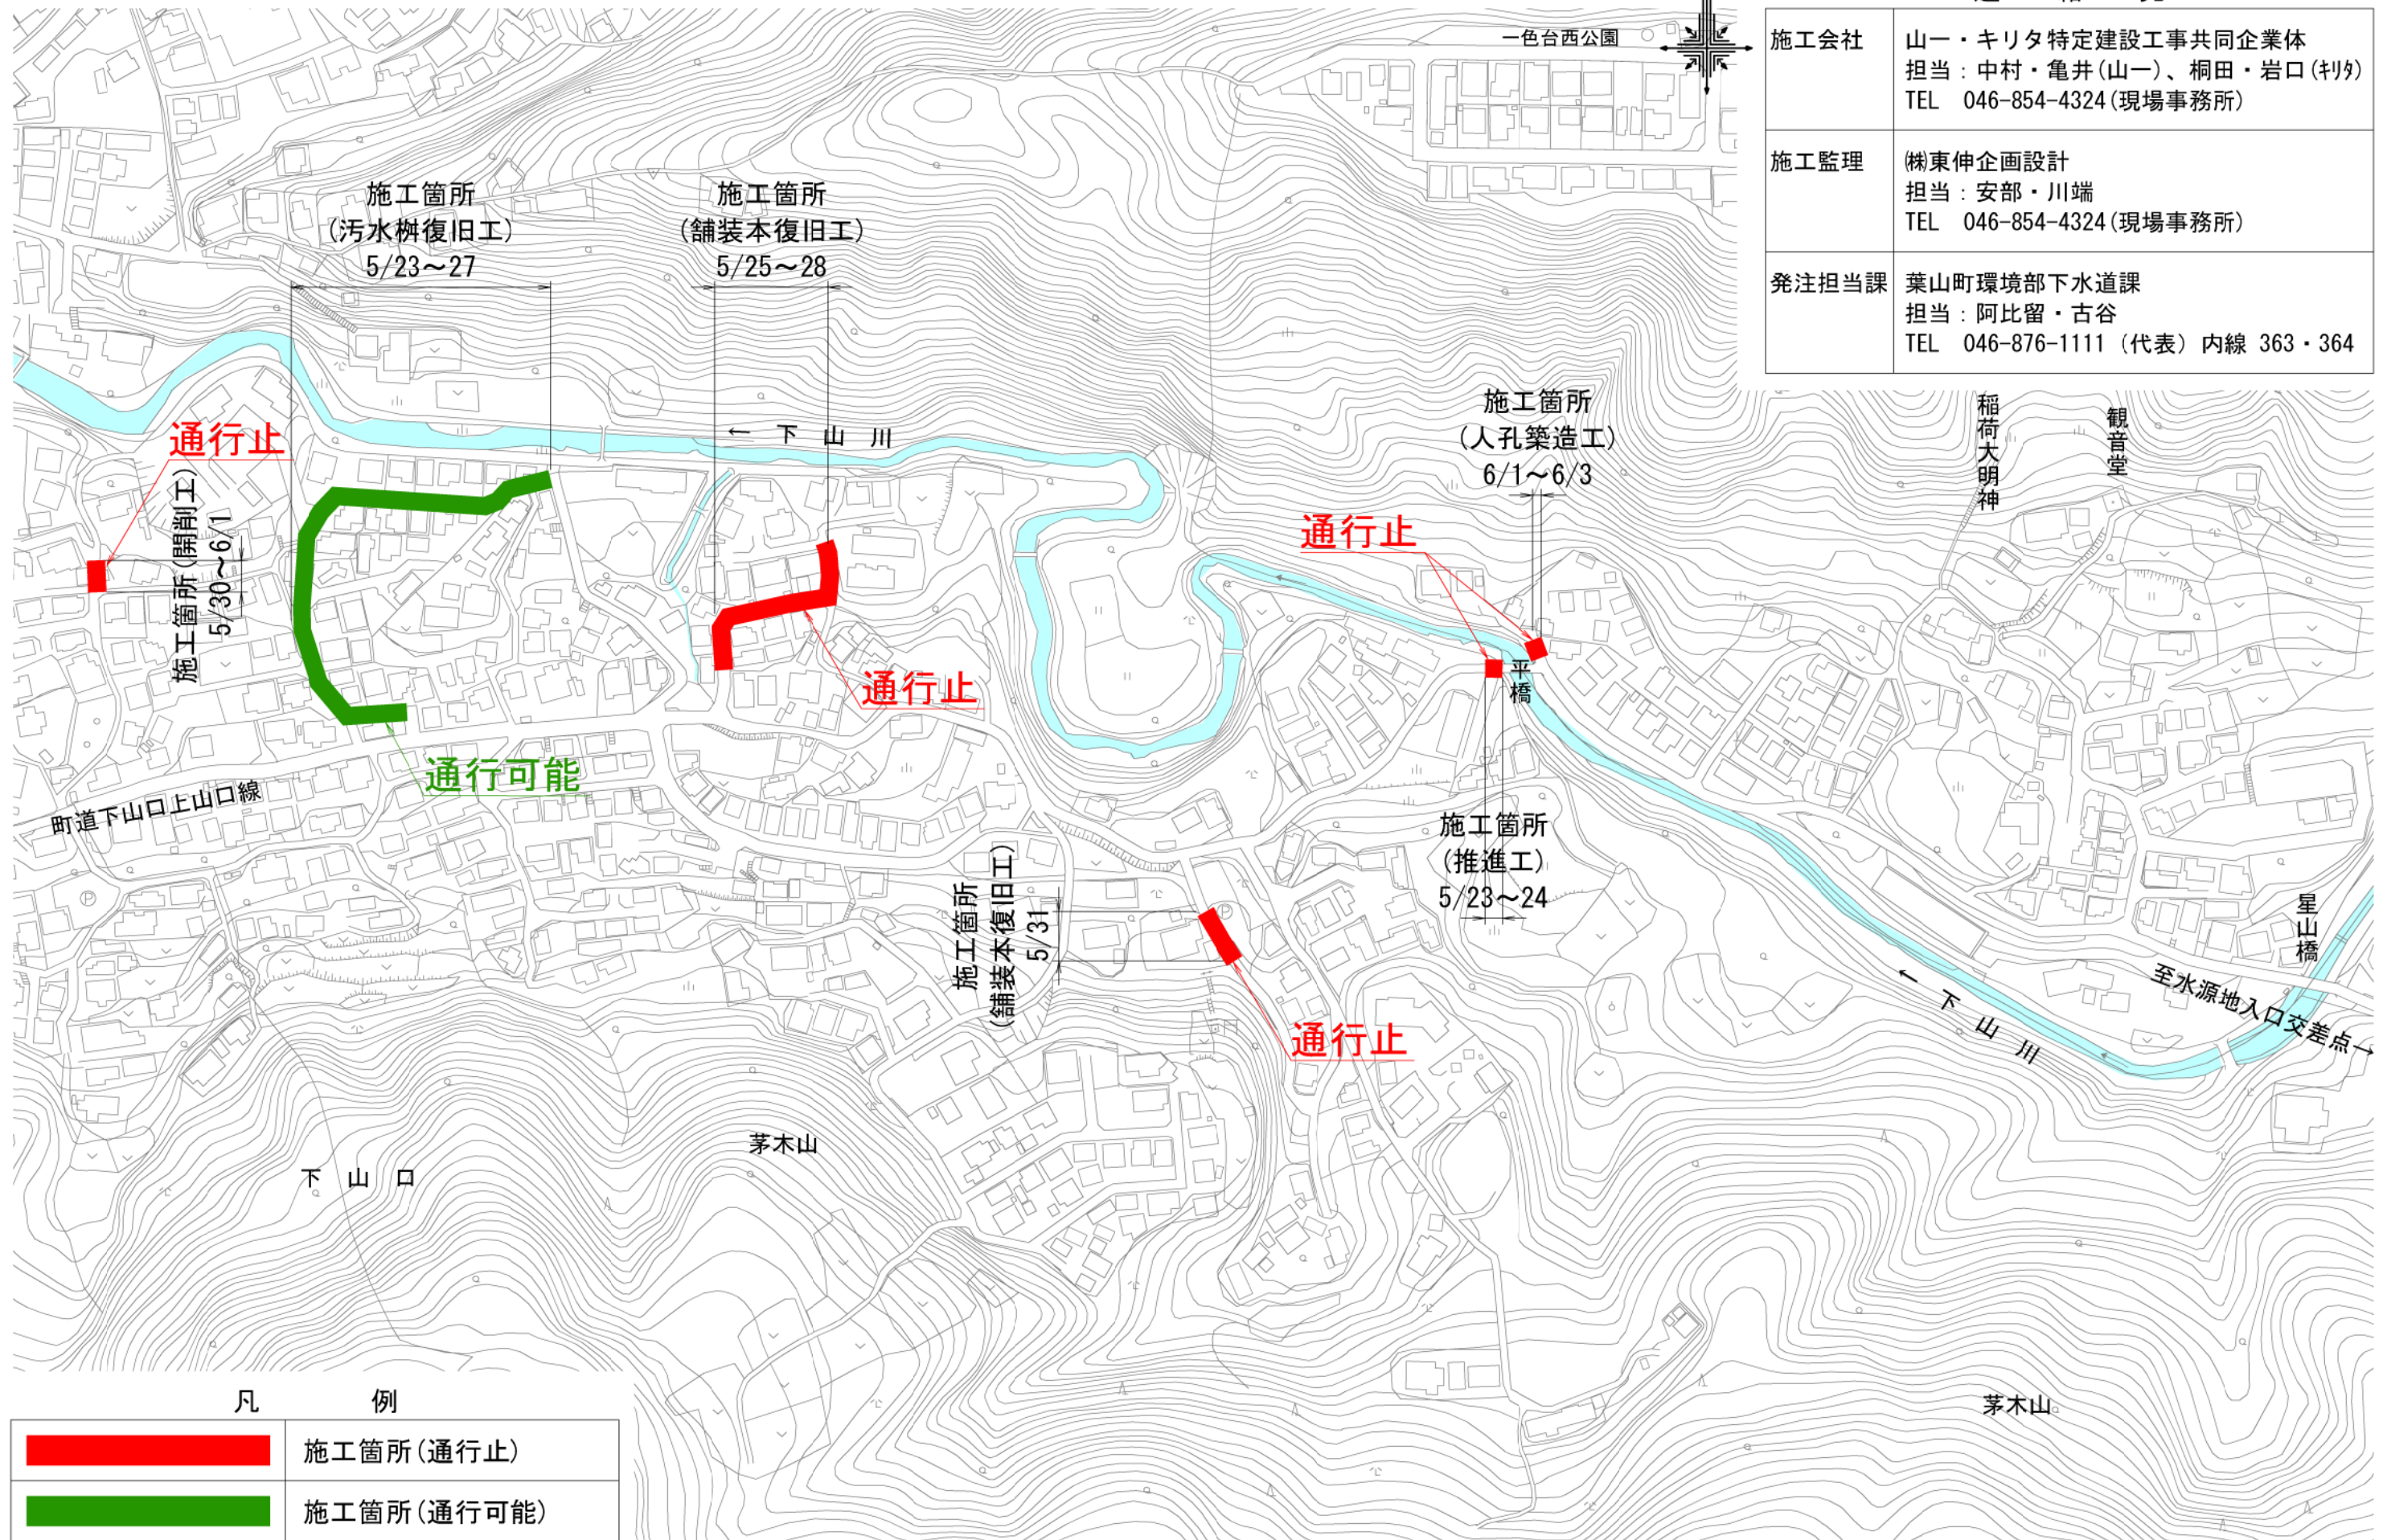 一色台西公園
施工会社
山一・キリタ特定建設工事共同企業体
担当：中村・亀井(山一)、桐田・岩口(ｷﾘﾀ)
TEL 046-854-4324(現場事務所)
施工監理
㈱東伸企画設計
担当：安部・川端
TEL 046-854-4324(現場事務所)
発注担当課
葉山町環境部下水道課
担当：阿比留・古谷
TEL 046-876-1111（代表）内線 363・364
施工箇所
(汚水桝復旧工)
5/23～27
施工箇所
(舗装本復旧工)
5/25～28
施工箇所
(人孔築造工)
6/1～6/3
稲荷大明神
観音堂
通行止
← 下山川
施工箇所(開削工)
5/30～6/1
通行止
通行止
平橋
通行可能
町道下山口上山口線
施工箇所
(推進工)
5/23～24
施工箇所
(舗装本復旧工)
5/31
通行止
星山橋
至水源地入口交差点→
← 下山川
茅木山
下山口
茅木山
凡例
施工箇所(通行止)
施工箇所(通行可能)